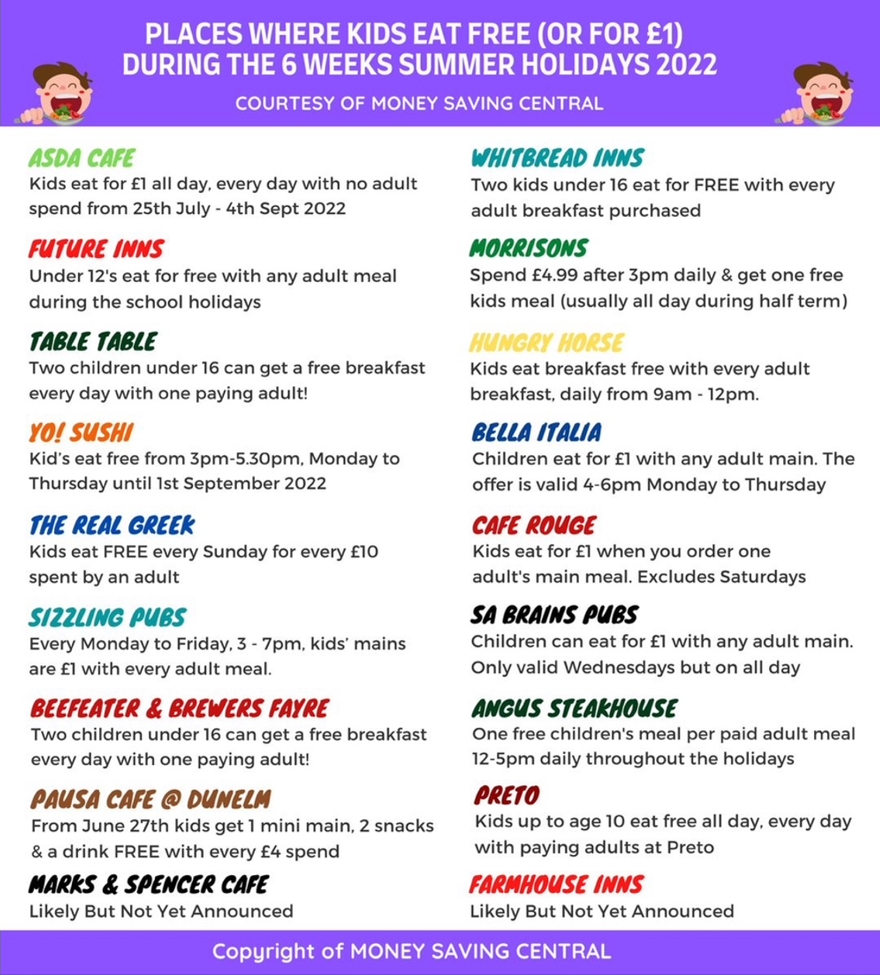 PLACES WHERE KIDS EAT FREE (OR FOR £1)
DURING THE 6 WEEKS SUMMER HOLIDAYS 2022
COURTESY OF MONEY SAVING CENTRAL
ASDA CAFE
Kids eat for £1 all day, every day with no adult
spend from 25th July - 4th Sept 2022
FUTURE INNS
Under 12's eat for free with any adult meal
during the school holidays
TABLE TABLE
Two children under 16 can get a free breakfast
every day with one paying adult!
YO! SUSHI
Kid's eat free from 3pm-5.30pm, Monday to
Thursday until 1st September 2022
THE REAL GREEK
Kids eat FREE every Sunday for every £10
spent by an adult
SIZZLING PUBS
Every Monday to Friday, 3 - 7pm, kids' mains
are £1 with every adult meal.
BEEFEATER & BREWERS FAYRE
Two children under 16 can get a free breakfast
every day with one paying adult!
PAUSA CAFE @ DUNELM
From June 27th kids get 1 mini main, 2 snacks
& a drink FREE with every £4 spend
MARKS & SPENCER CAFE
Likely But Not Yet Announced
WHITBREAD INNS
Two kids under 16 eat for FREE with every
adult breakfast purchased
MORRISONS
Spend £4.99 after 3pm daily & get one free
kids meal (usually all day during half term)
HUNGRY HORSE
Kids eat breakfast free with every adult
breakfast, daily from 9am - 12pm.
BELLA ITALIA
Children eat for £1 with any adult main. The
offer is valid 4-6pm Monday to Thursday
CAFE ROUGE
Kids eat for £1 when you order one
adult's main meal. Excludes Saturdays
SA BRAINS PUBS
Children can eat for £1 with any adult main.
Only valid Wednesdays but on all day
ANGUS STEAKHOUSE
One free children's meal per paid adult meal
12-5pm daily throughout the holidays
PRETO
Kids up to age 10 eat free all day, every day
with paying adults at Preto
FARMHOUSE INNS
Likely But Not Yet Announced
Copyright of MONEY SAVING CENTRAL